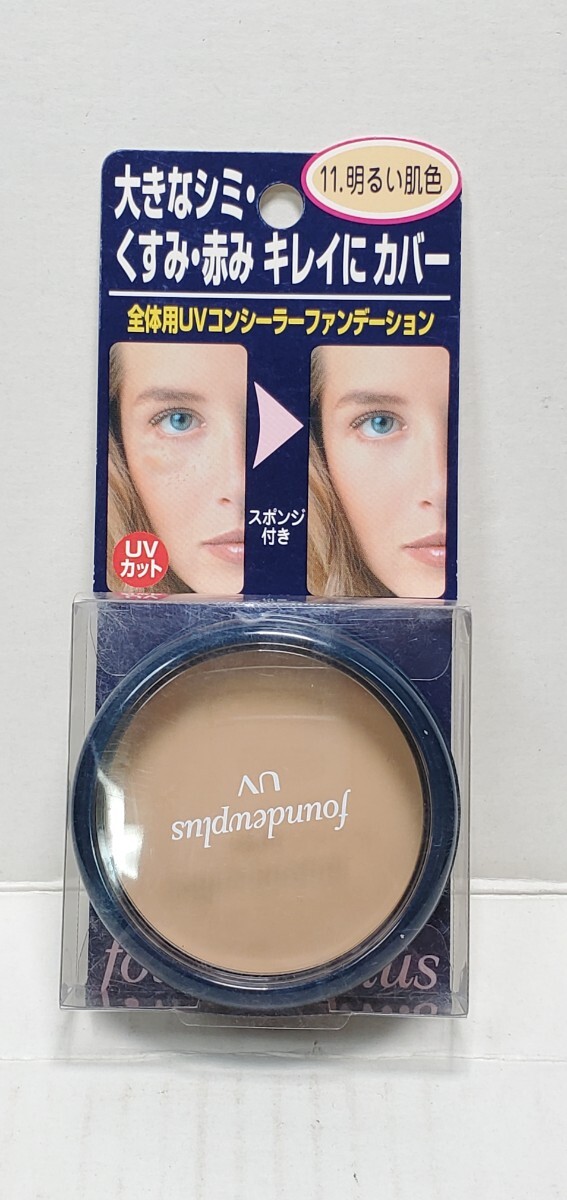 11.明るい肌色
大きなシミ・
くすみ・赤み キレイに カバー
全体用UVコンシーラーファンデーション
スポンジ
付き
UV
カット
foundewplus
UV